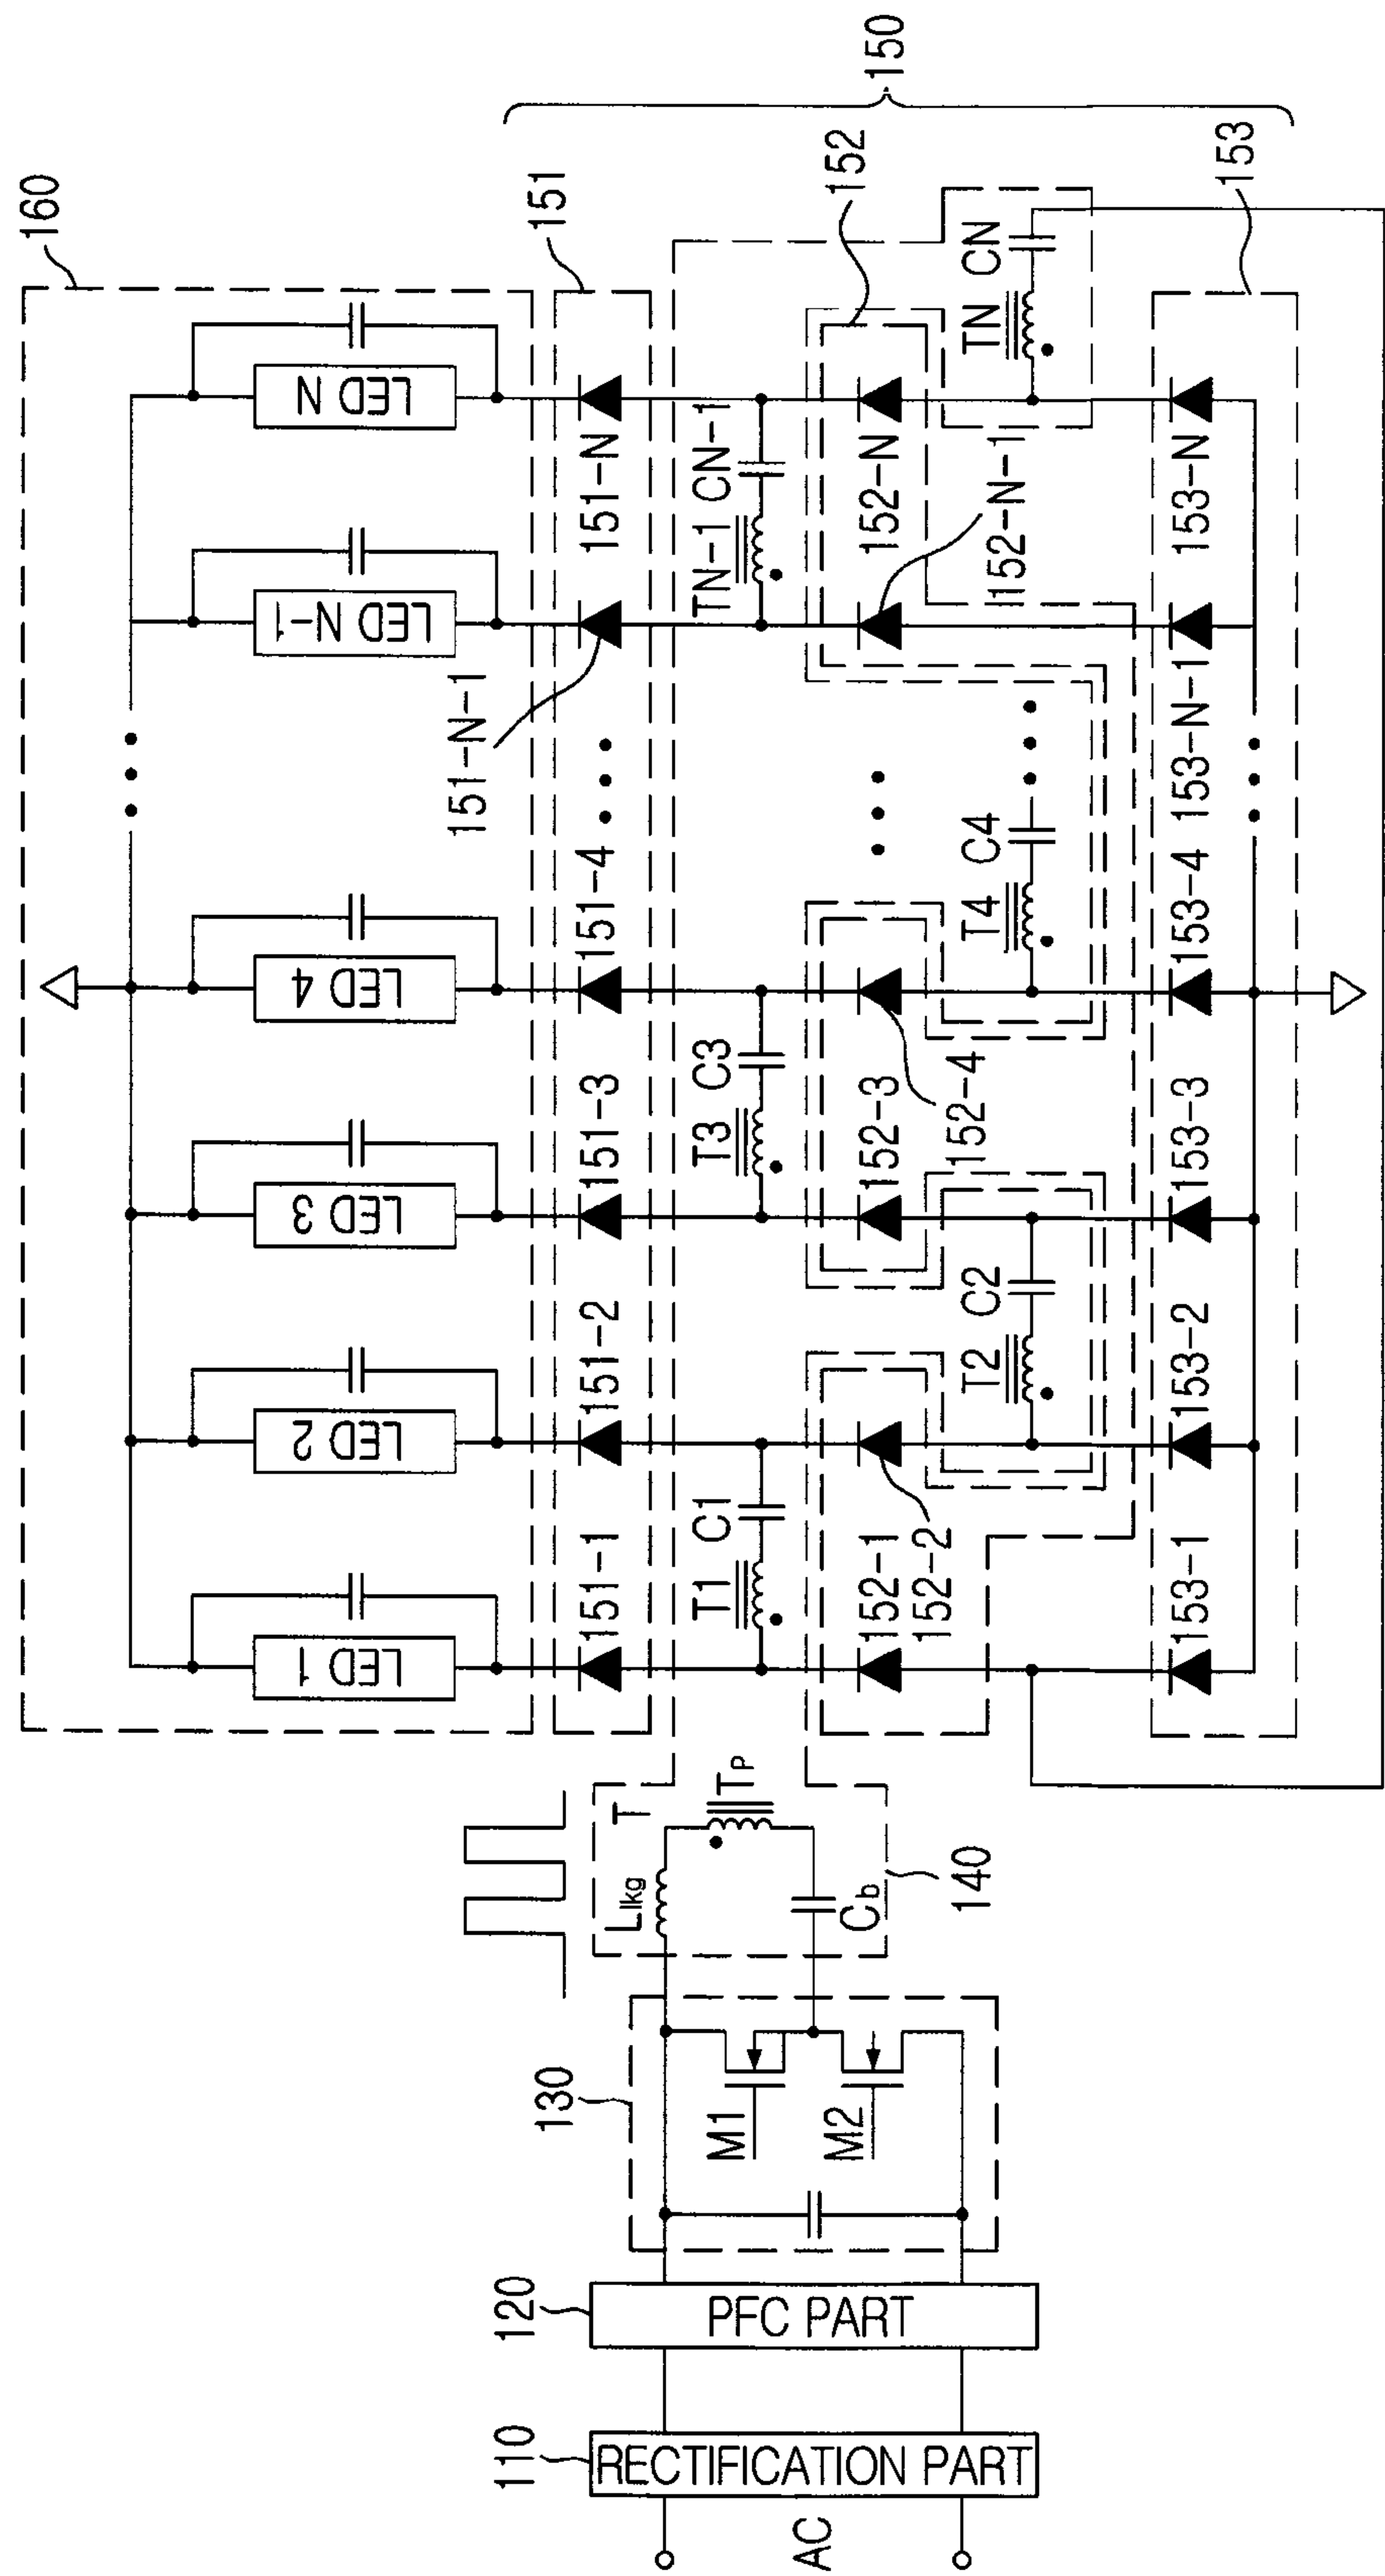 160
LED 1
LED 2
LED 3
LED 4
LED N-1
LED N
151
151-1
151-2
151-3
151-4
151-N-1
151-N
150
T1
C1
T3
C3
TN-1
CN-1
152
152-1
152-2
152-3
152-4
152-N
152-N-1
T2
C2
T4
C4
TN
CN
153
153-1
153-2
153-3
153-4
153-N-1
153-N
T
Llkg
TP
Cb
140
130
M1
M2
120
PFC PART
110
RECTIFICATION PART
AC